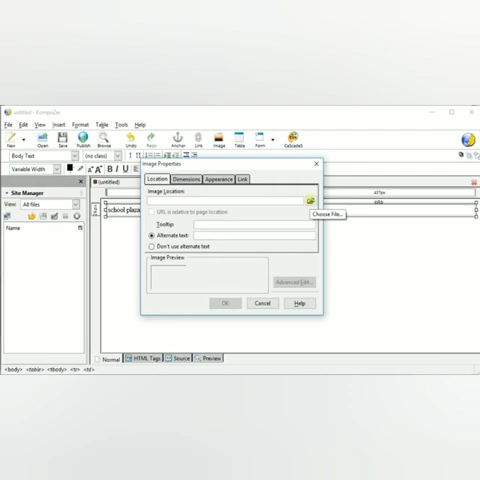 untitled - KompoZer
File Edit View Insert Format Table Tools Help
New Open Save Publish Browse Undo Redo Anchor Link Image Table Form CaScadeS
Body Text (no class)
Variable Width
Image Properties
Location Dimensions Appearance Link
Image Location:
Choose File...
URL is relative to page location
Tooltip:
Alternate text:
Don't use alternate text
Image Preview
Advanced Edit...
OK Cancel Help
Site Manager
View: All files
Name
(untitled)
school plaza
Normal HTML Tags Source Preview
<body> <table> <tbody> <tr> <td>